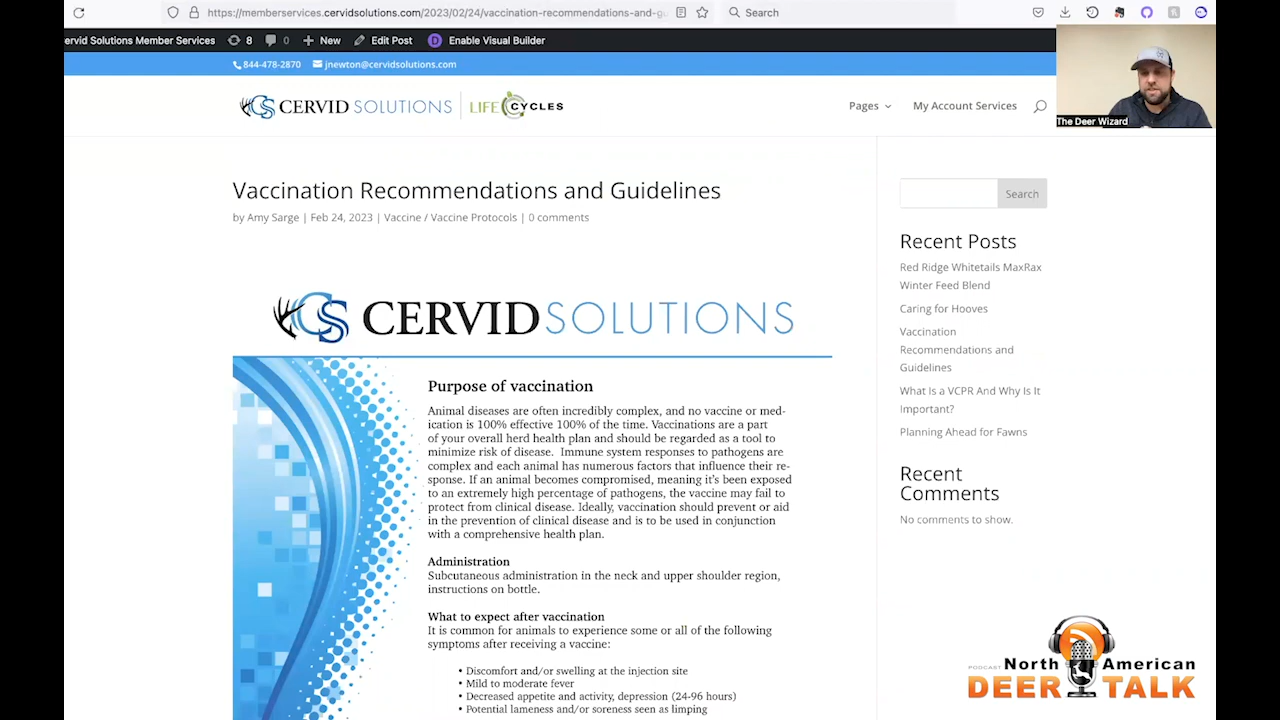 https://memberservices.cervidsolutions.com/2023/02/24/vaccination-recommendations-and-gu
Search
ervid Solutions Member Services
8
0
New
Edit Post
D
Enable Visual Builder
844-478-2870
jnewton@cervidsolutions.com
CS CERVID SOLUTIONS
LIFE CYCLES
Pages
My Account Services
The Deer Wizard
Vaccination Recommendations and Guidelines
by Amy Sarge | Feb 24, 2023 | Vaccine / Vaccine Protocols | 0 comments
CS CERVID SOLUTIONS
Purpose of vaccination
Animal diseases are often incredibly complex, and no vaccine or med-
ication is 100% effective 100% of the time. Vaccinations are a part
of your overall herd health plan and should be regarded as a tool to
minimize risk of disease. Immune system responses to pathogens are
complex and each animal has numerous factors that influence their re-
sponse. If an animal becomes compromised, meaning it's been exposed
to an extremely high percentage of pathogens, the vaccine may fail to
protect from clinical disease. Ideally, vaccination should prevent or aid
in the prevention of clinical disease and is to be used in conjunction
with a comprehensive health plan.
Administration
Subcutaneous administration in the neck and upper shoulder region,
instructions on bottle.
What to expect after vaccination
It is common for animals to experience some or all of the following
symptoms after receiving a vaccine:
• Discomfort and/or swelling at the injection site
• Mild to moderate fever
• Decreased appetite and activity, depression (24-96 hours)
• Potential lameness and/or soreness seen as limping
Search
Recent Posts
Red Ridge Whitetails MaxRax
Winter Feed Blend
Caring for Hooves
Vaccination
Recommendations and
Guidelines
What Is a VCPR And Why Is It
Important?
Planning Ahead for Fawns
Recent
Comments
No comments to show.
PODCAST North American
DEER TALK